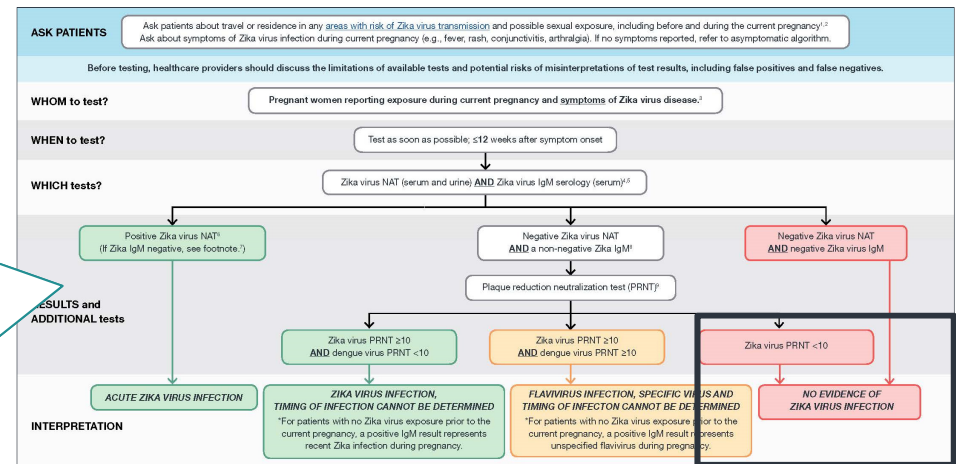 ASK PATIENTS
Ask patients about travel or residence in any areas with risk of Zika virus transmission and possible sexual exposure, including before and during the current pregnancy¹,²
Ask about symptoms of Zika virus infection during current pregnancy (e.g., fever, rash, conjunctivitis, arthralgia). If no symptoms reported, refer to asymptomatic algorithm.
Before testing, healthcare providers should discuss the limitations of available tests and potential risks of misinterpretations of test results, including false positives and false negatives.
WHOM to test?
Pregnant women reporting exposure during current pregnancy and symptoms of Zika virus disease.³
WHEN to test?
Test as soon as possible; ≤12 weeks after symptom onset
WHICH tests?
Zika virus NAT (serum and urine) AND Zika virus IgM serology (serum)⁴,⁵
Positive Zika virus NAT⁶
(If Zika IgM negative, see footnote.⁷)
Negative Zika virus NAT
AND a non-negative Zika IgM⁸
Negative Zika virus NAT
AND negative Zika virus IgM
Plaque reduction neutralization test (PRNT)⁹
RESULTS and
ADDITIONAL tests
Zika virus PRNT ≥10
AND dengue virus PRNT <10
Zika virus PRNT ≥10
AND dengue virus PRNT ≥10
Zika virus PRNT <10
INTERPRETATION
ACUTE ZIKA VIRUS INFECTION
ZIKA VIRUS INFECTION,
TIMING OF INFECTION CANNOT BE DETERMINED
*For patients with no Zika virus exposure prior to the
current pregnancy, a positive IgM result represents
recent Zika infection during pregnancy.
FLAVIVIRUS INFECTION, SPECIFIC VIRUS AND
TIMING OF INFECTON CANNOT BE DETERMINED
*For patients with no Zika virus exposure prior to the
current pregnancy, a positive IgM result represents
unspecified flavivirus during pregnancy.
NO EVIDENCE OF
ZIKA VIRUS INFECTION